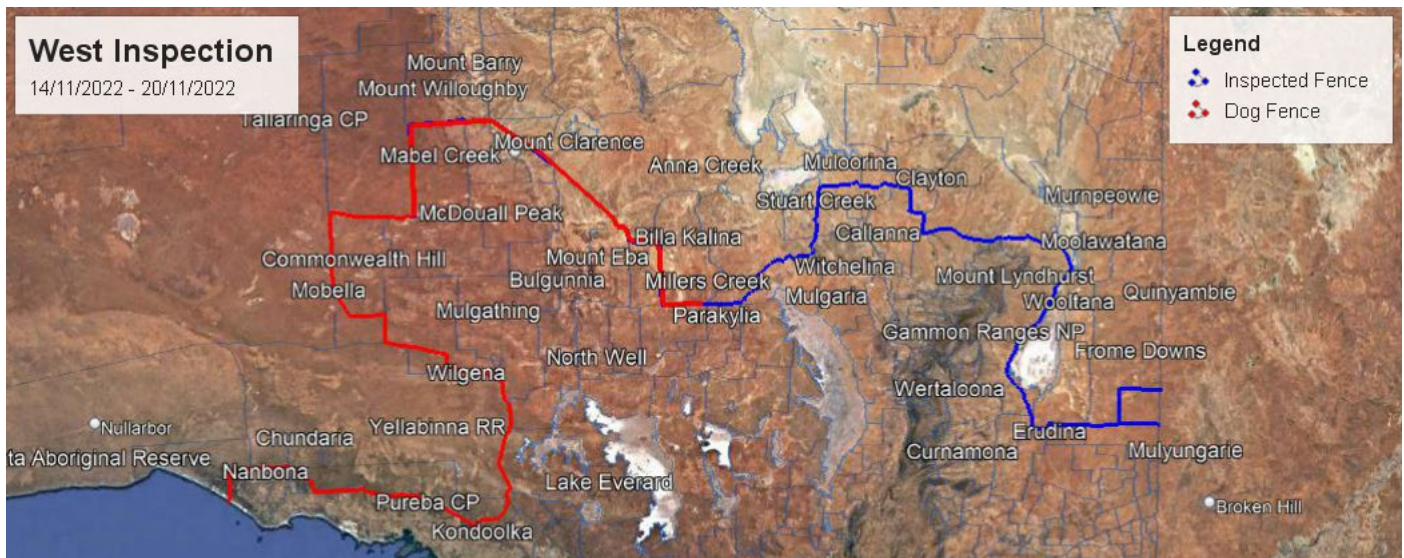 West Inspection
14/11/2022 - 20/11/2022
Legend
Inspected Fence
Dog Fence
Mount Barry
Mount Willoughby
Tallaringa CP
Mount Clarence
Mabel Creek
Anna Creek
Muloorina
Clayton
Murnpeowie
Stuart Creek
McDouall Peak
Billa Kalina
Callanna
Moolawatana
Commonwealth Hill
Mount Eba
Witchelina
Mount Lyndhurst
Bulgunnia
Millers Creek
Mobella
Mulgaria
Wooltana
Quinyambie
Mulgathing
Parakylia
Gammon Ranges NP
North Well
Frome Downs
Wilgena
Wertaloona
Nullarbor
Yellabinna RR
Chundaria
Erudina
ta Aboriginal Reserve
Curnamona
Mulyungarie
Nanbona
Lake Everard
Pureba CP
Broken Hill
Kondoolka